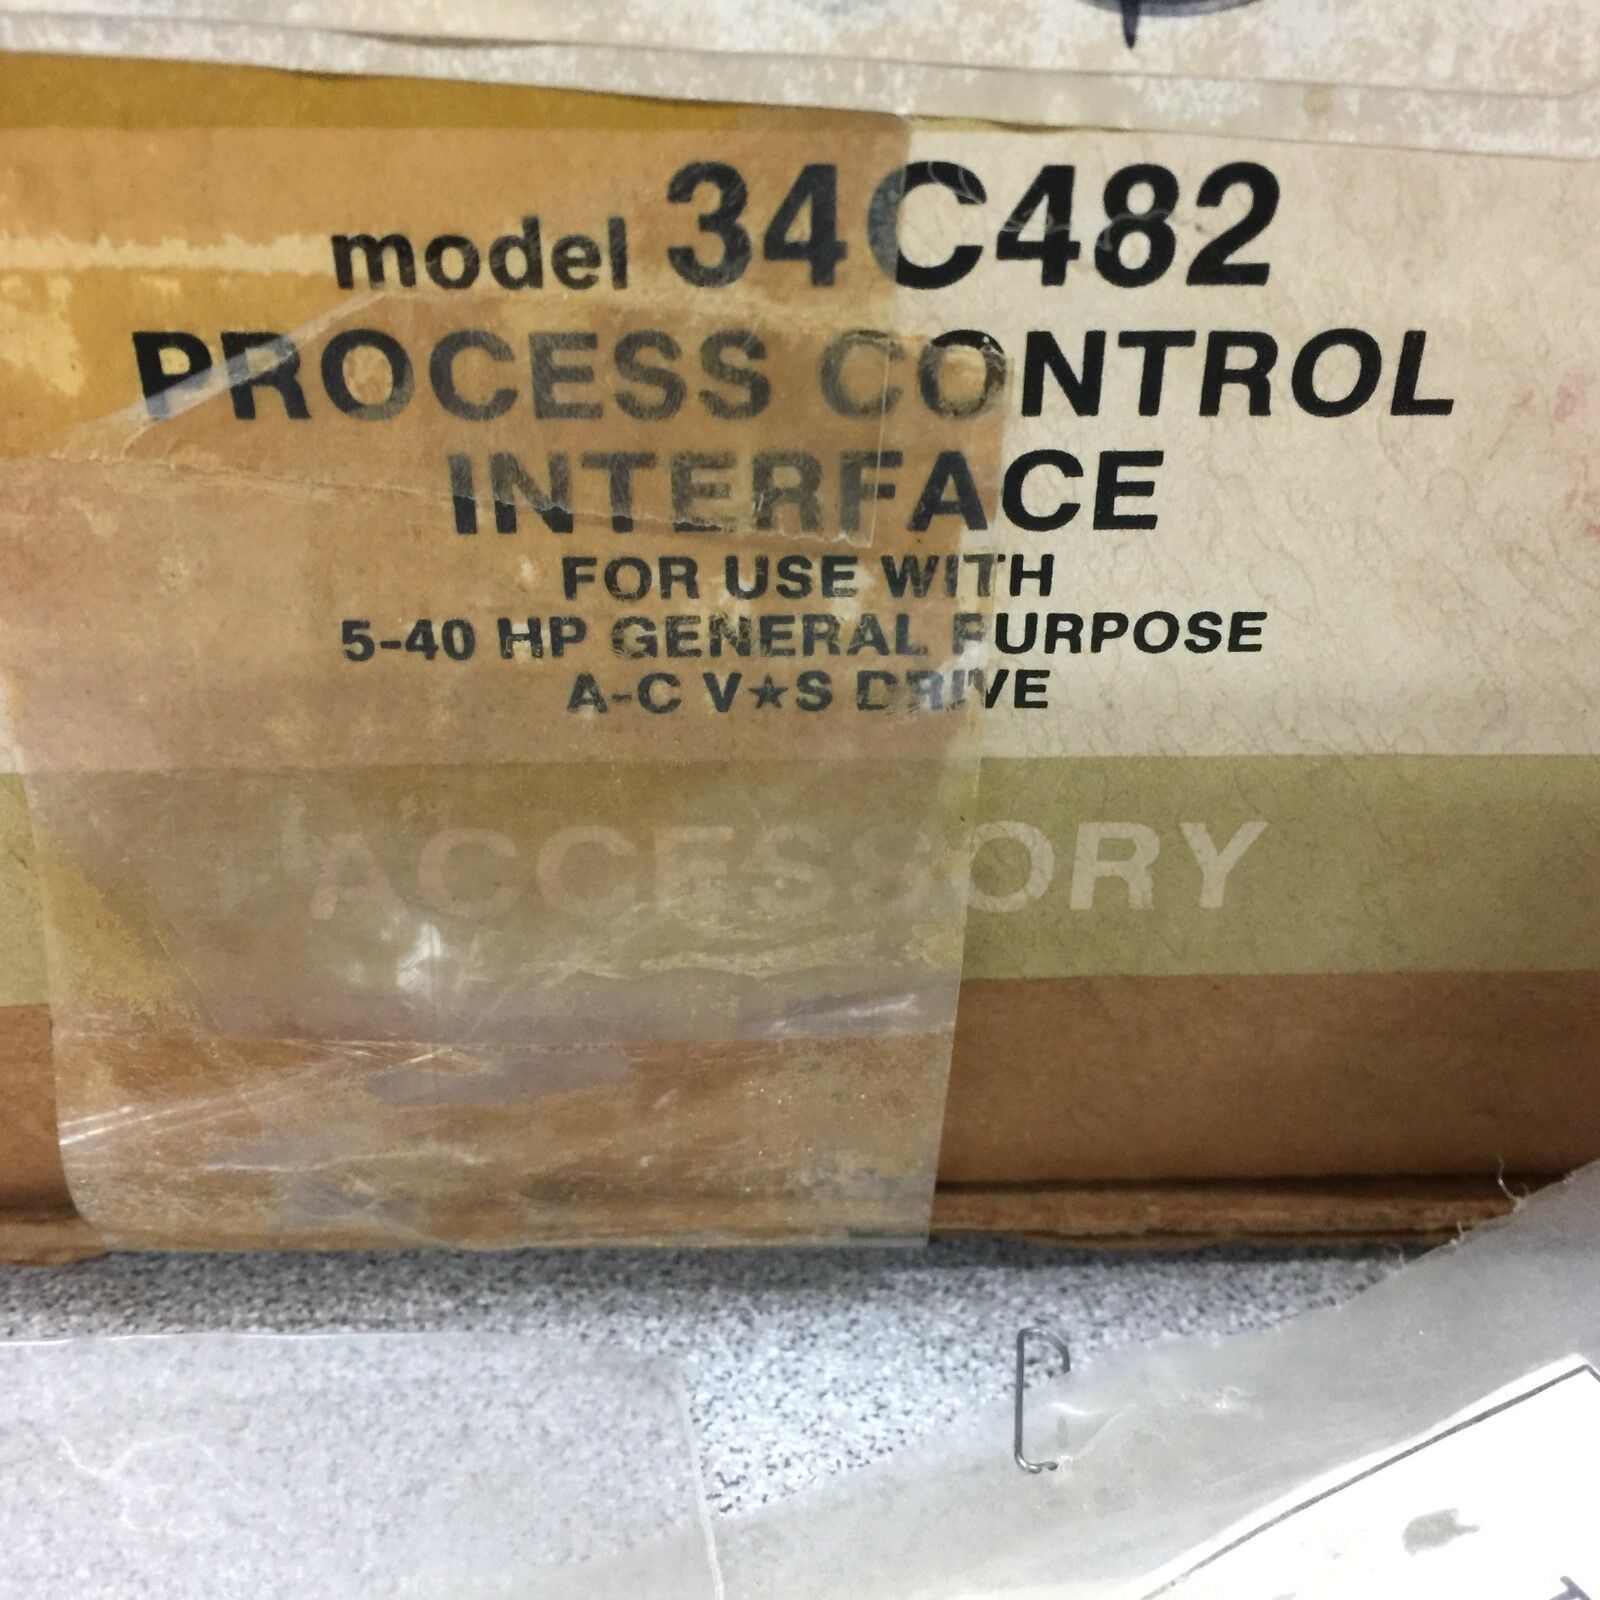 model 34C482
PROCESS CONTROL
INTERFACE
FOR USE WITH
5-40 HP GENERAL PURPOSE
A-C V★S DRIVE
ACCESSORY